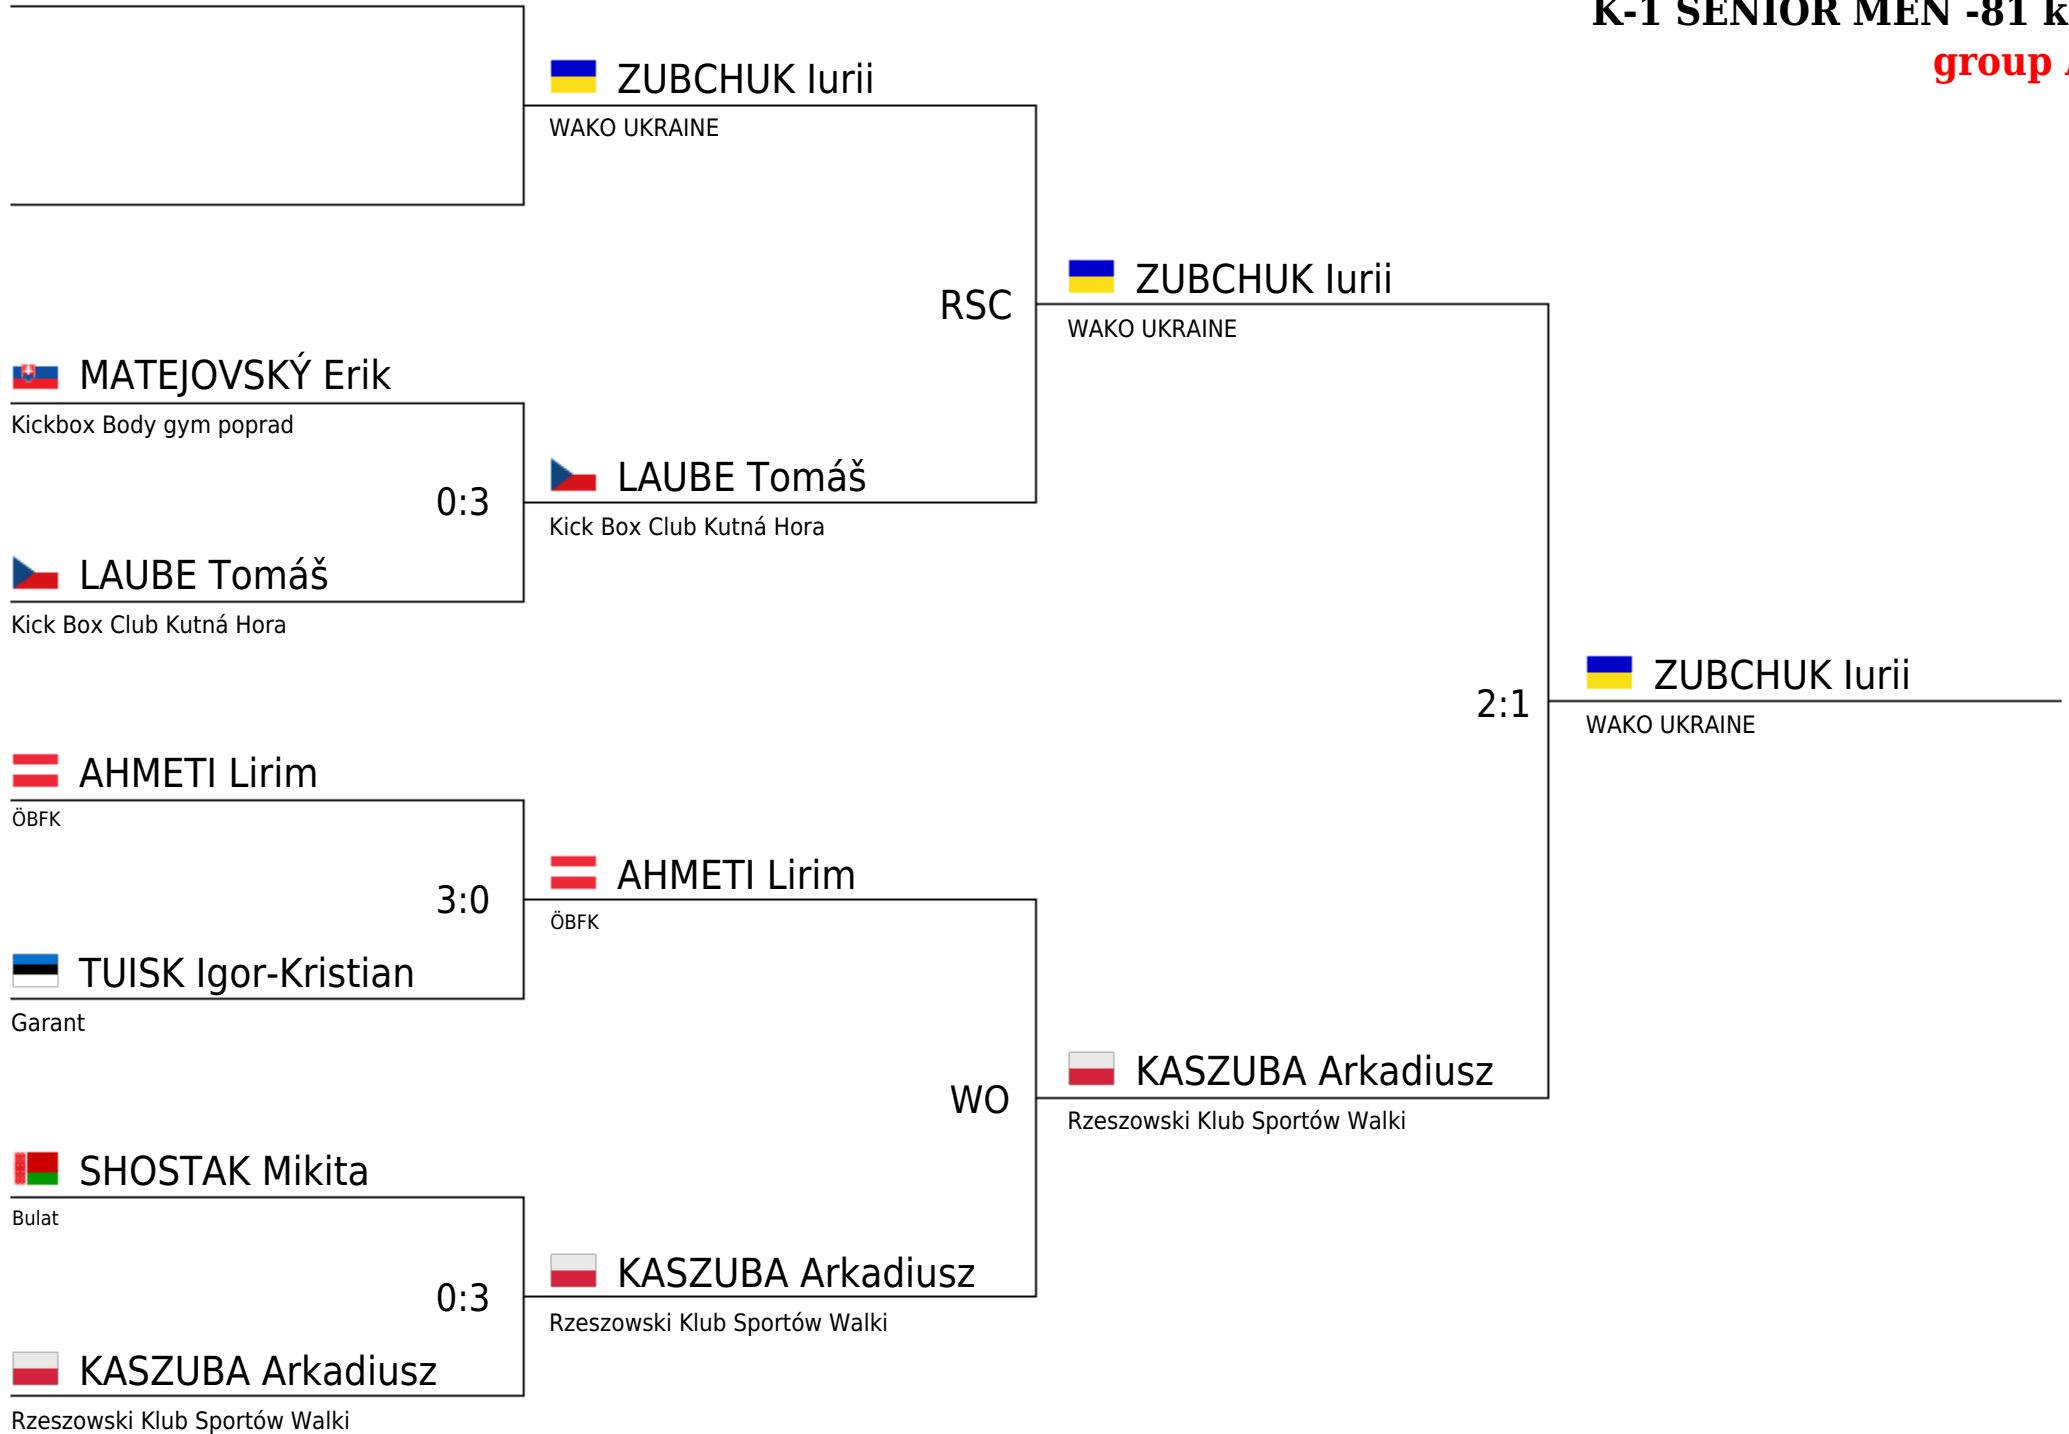 K-1 SENIOR MEN -81 k
group
ZUBCHUK Iurii
WAKO UKRAINE
RSC
ZUBCHUK Iurii
WAKO UKRAINE
MATEJOVSKÝ Erik
Kickbox Body gym poprad
0:3
LAUBE Tomáš
Kick Box Club Kutná Hora
LAUBE Tomáš
Kick Box Club Kutná Hora
2:1
ZUBCHUK Iurii
WAKO UKRAINE
AHMETI Lirim
ÖBFK
3:0
AHMETI Lirim
ÖBFK
TUISK Igor-Kristian
Garant
WO
KASZUBA Arkadiusz
Rzeszowski Klub Sportów Walki
SHOSTAK Mikita
Bulat
0:3
KASZUBA Arkadiusz
Rzeszowski Klub Sportów Walki
KASZUBA Arkadiusz
Rzeszowski Klub Sportów Walki